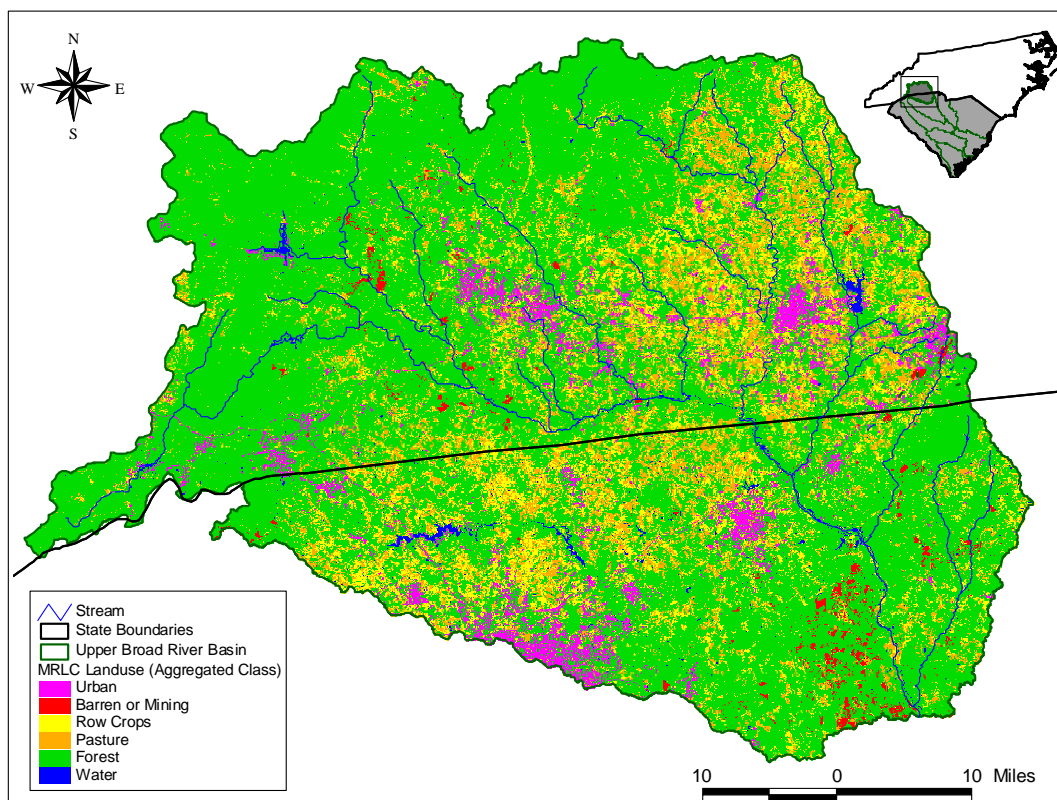 N
W E
S
Stream
State Boundaries
Upper Broad River Basin
MRLC Landuse (Aggregated Class)
Urban
Barren or Mining
Row Crops
Pasture
Forest
Water
10 0 10 Miles